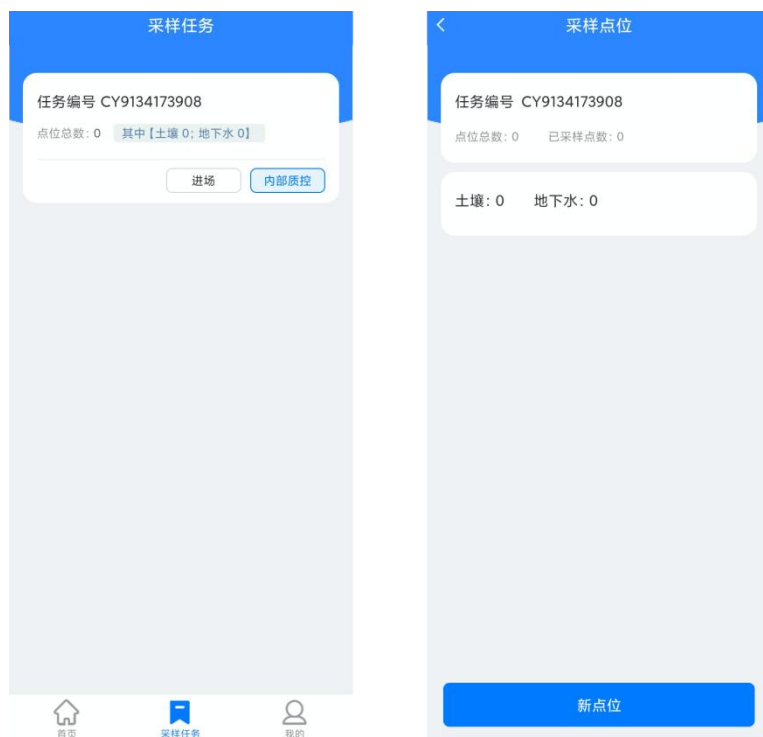 采样任务
任务编号 CY9134173908
点位总数: 0 其中【土壤 0; 地下水 0】
进场 内部质控
首页 采样任务 我的
采样点位
任务编号 CY9134173908
点位总数: 0 已采样点数: 0
土壤: 0 地下水: 0
新点位